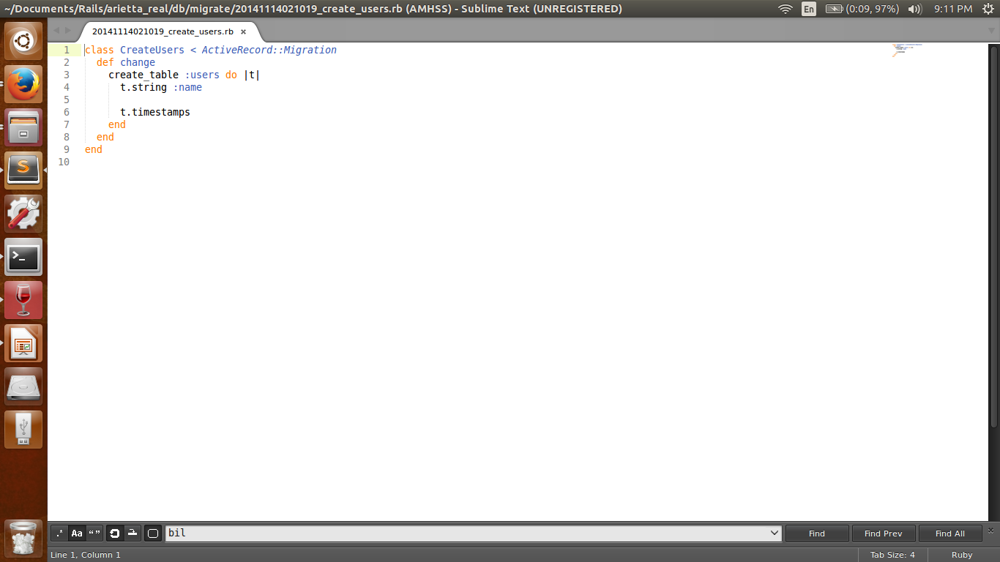 ~/Documents/Rails/arietta_real/db/migrate/20141114021019_create_users.rb (AMHSS) - Sublime Text (UNREGISTERED) En (0:09, 97%) 9:11 PM
20141114021019_create_users.rb ×
1 class CreateUsers < ActiveRecord::Migration
2   def change
3     create_table :users do |t|
4       t.string :name
5
6       t.timestamps
7     end
8   end
9 end
10
.* Aa “ ” bil Find Find Prev Find All ×
Line 1, Column 1 Tab Size: 4 Ruby